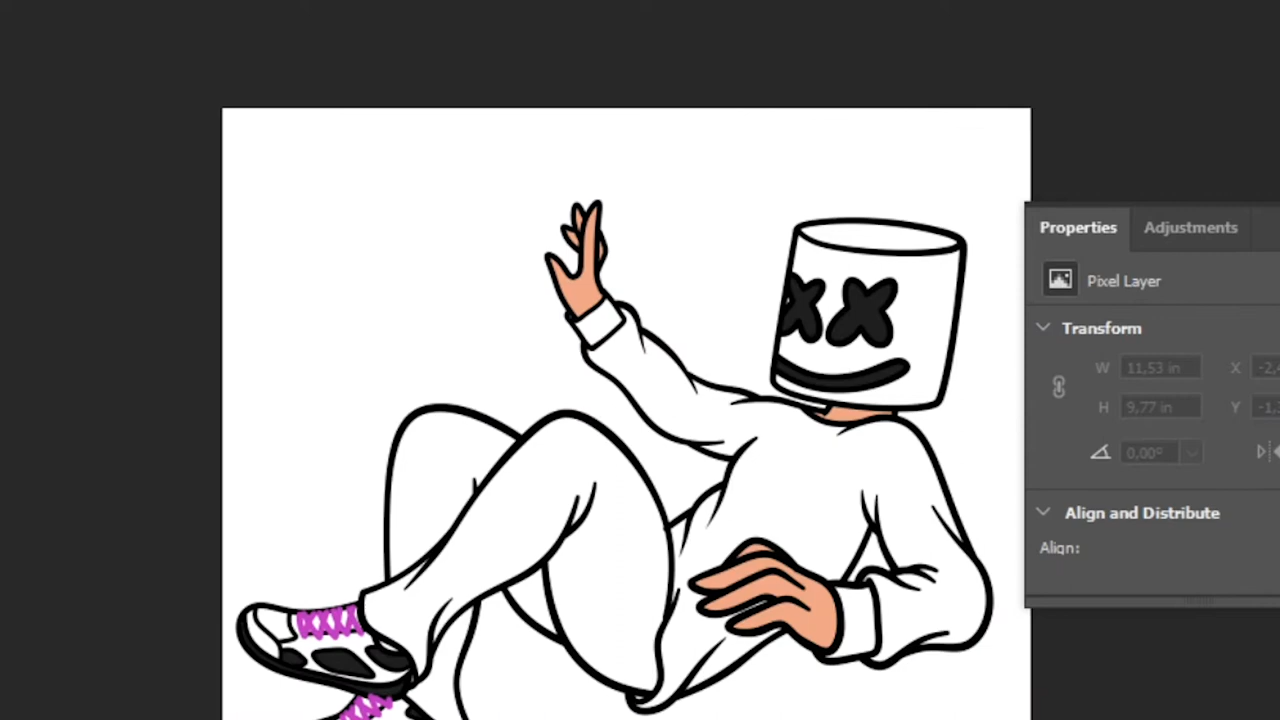 Properties Adjustments
Pixel Layer
Transform
W 11,53 in X
H 9,77 in Y
0,00°
Align and Distribute
Align: